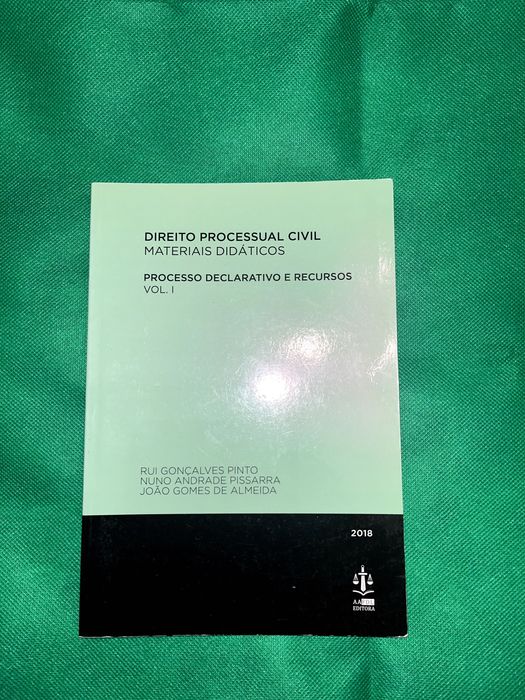 DIREITO PROCESSUAL CIVIL
MATERIAIS DIDÁTICOS
PROCESSO DECLARATIVO E RECURSOS
VOL. I
RUI GONÇALVES PINTO
NUNO ANDRADE PISSARRA
JOÃO GOMES DE ALMEIDA
2018
AAFDL
EDITORA